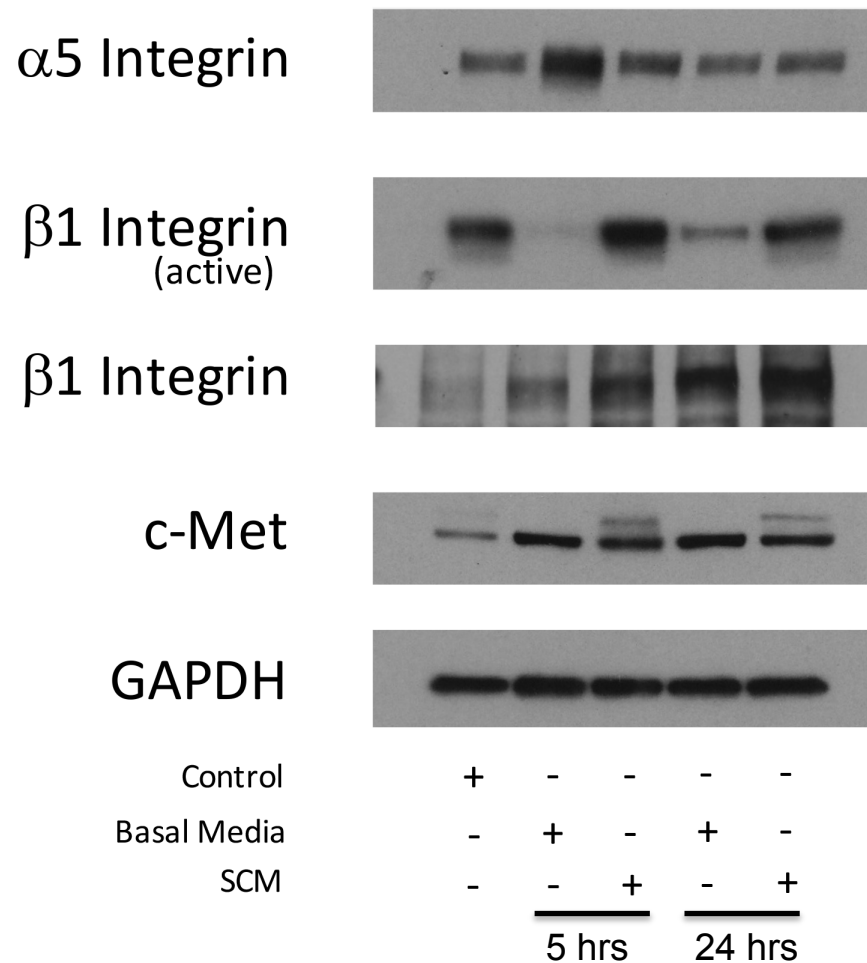 α5 Integrin
β1 Integrin
(active)
β1 Integrin
c-Met
GAPDH
Control + - - - -
Basal Media - + - + -
SCM - - + - +
5 hrs 24 hrs